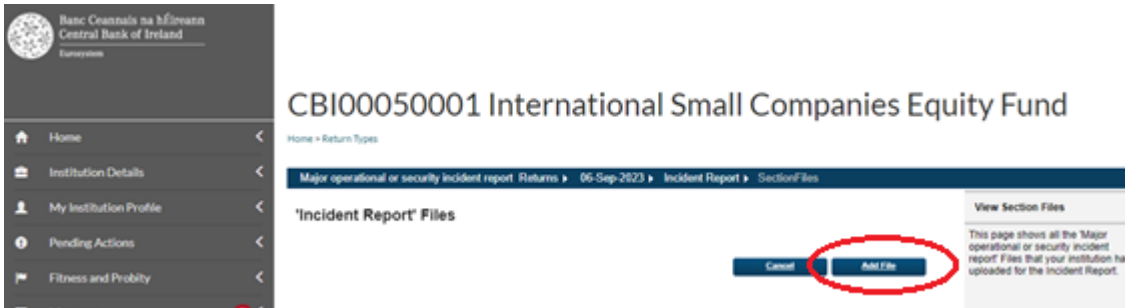 Banc Ceannais na hÉireann
Central Bank of Ireland
Eurosystem
CBI00050001 International Small Companies Equity Fund
Home
Home > Return Types
Institution Details
Major operational or security incident report Returns 06-Sep-2023 Incident Report SectionFiles
My Institution Profile
'Incident Report' Files
View Section Files
Pending Actions
This page shows all the 'Major
operational or security incident
report' Files that your institution ha
uploaded for the Incident Report.
Cancel
Add File
Fitness and Probity